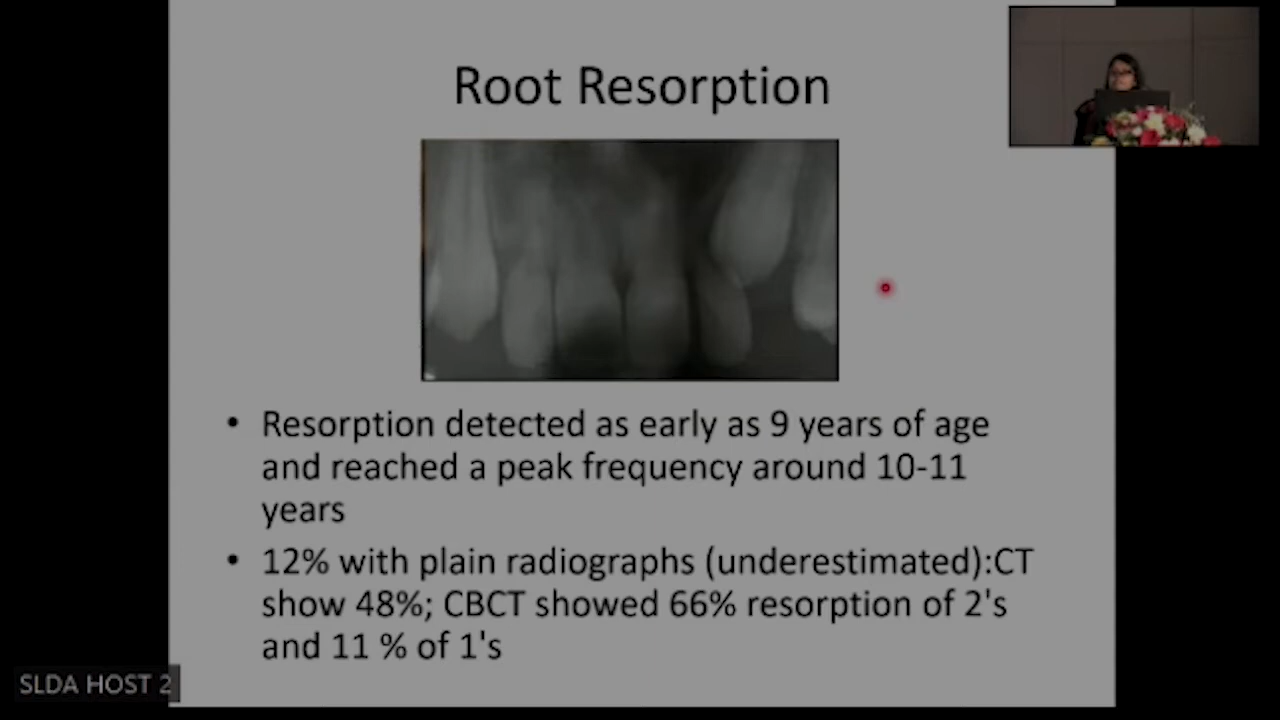 Root Resorption
• Resorption detected as early as 9 years of age
and reached a peak frequency around 10-11
years
• 12% with plain radiographs (underestimated):CT
show 48%; CBCT showed 66% resorption of 2's
and 11 % of 1's
SLDA HOST 2